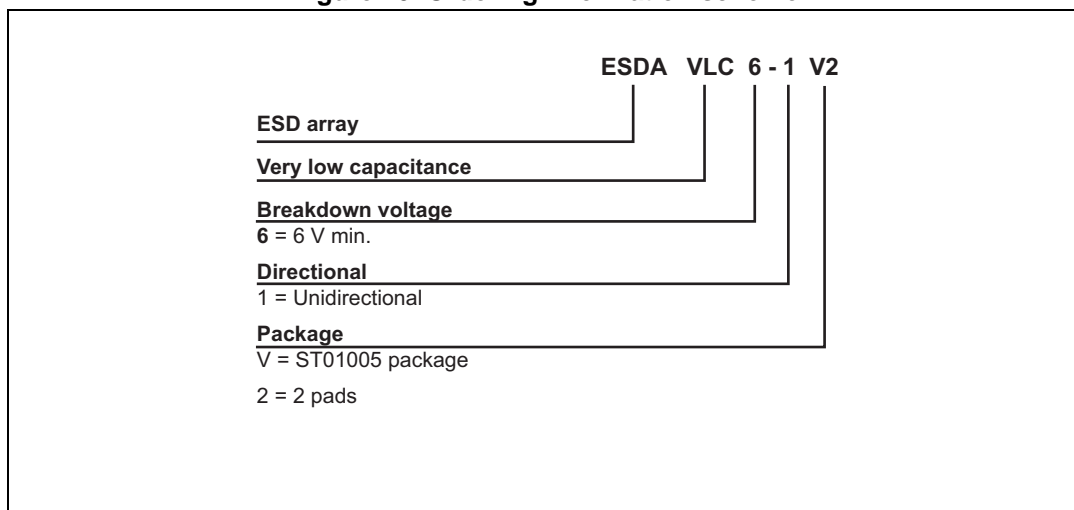 ESDA VLC 6 - 1 V2
ESD array
Very low capacitance
Breakdown voltage
6 = 6 V min.
Directional
1 = Unidirectional
Package
V = ST01005 package
2 = 2 pads